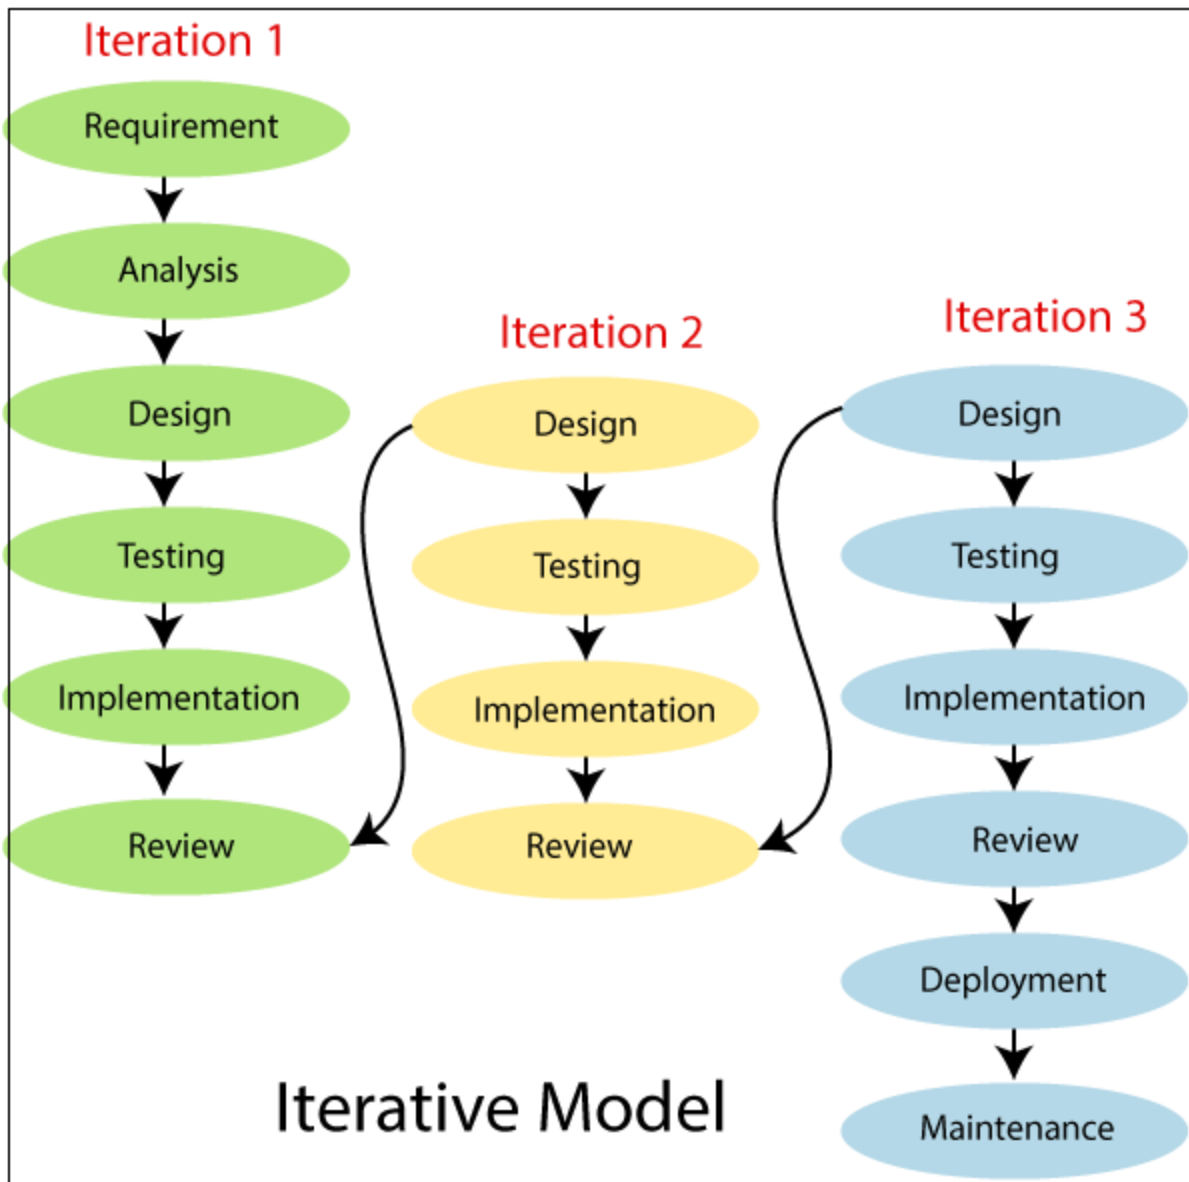 Iteration 1
Requirement
Analysis
Design
Testing
Implementation
Review
Iteration 2
Design
Testing
Implementation
Review
Iteration 3
Design
Testing
Implementation
Review
Deployment
Maintenance
Iterative Model